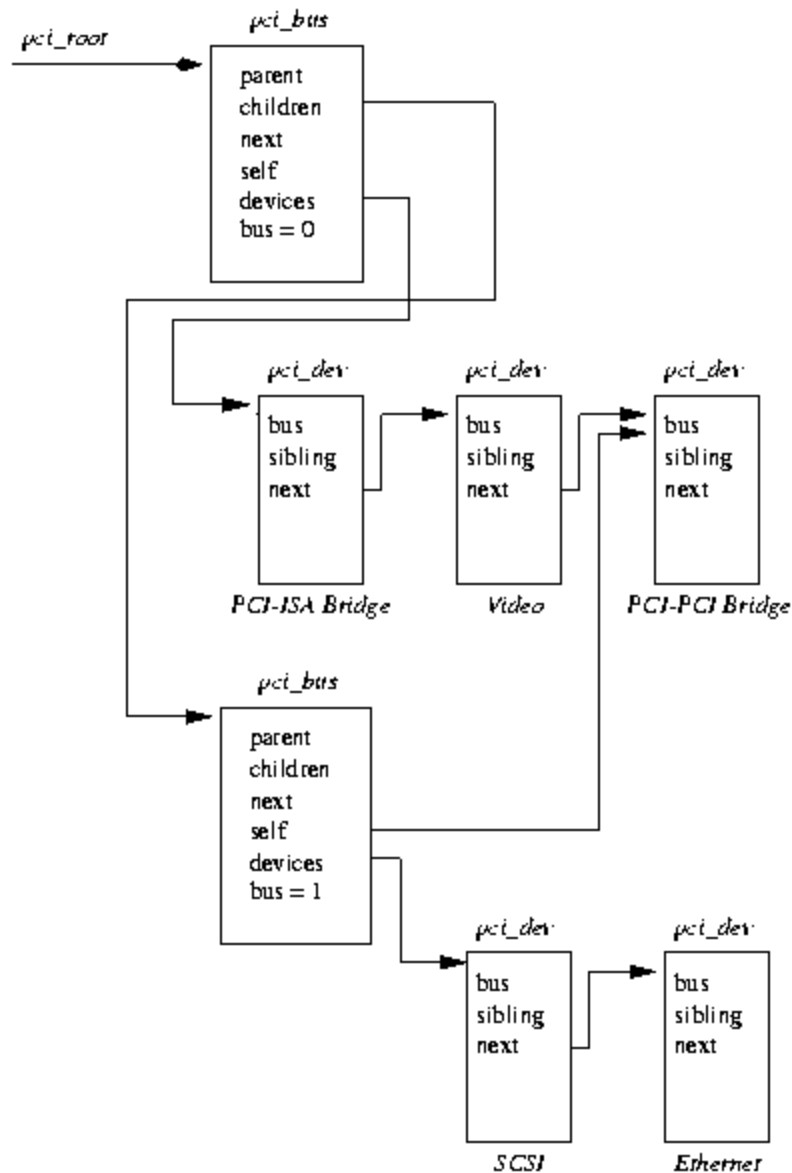 pci_bus
pci_root
parent
children
next
self
devices
bus = 0
pci_dev
pci_dev
pci_dev
bus
sibling
next
bus
sibling
next
bus
sibling
next
PCI-ISA Bridge
Video
PCI-PCI Bridge
pci_bus
parent
children
next
self
devices
bus = 1
pci_dev
pci_dev
bus
sibling
next
bus
sibling
next
SCSI
Ethernet